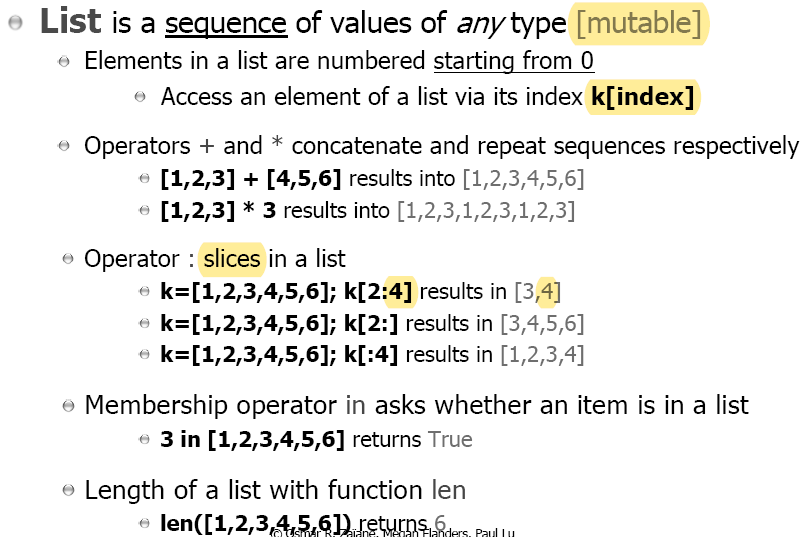 List is a sequence of values of any type [mutable]
Elements in a list are numbered starting from 0
Access an element of a list via its index k[index]
Operators + and * concatenate and repeat sequences respectively
[1,2,3] + [4,5,6] results into [1,2,3,4,5,6]
[1,2,3] * 3 results into [1,2,3,1,2,3,1,2,3]
Operator : slices in a list
k=[1,2,3,4,5,6]; k[2:4] results in [3,4]
k=[1,2,3,4,5,6]; k[2:] results in [3,4,5,6]
k=[1,2,3,4,5,6]; k[:4] results in [1,2,3,4]
Membership operator in asks whether an item is in a list
3 in [1,2,3,4,5,6] returns True
Length of a list with function len
len([1,2,3,4,5,6]) returns 6
© Osmar R. Zaïane, Megan Flanders, Paul Lu